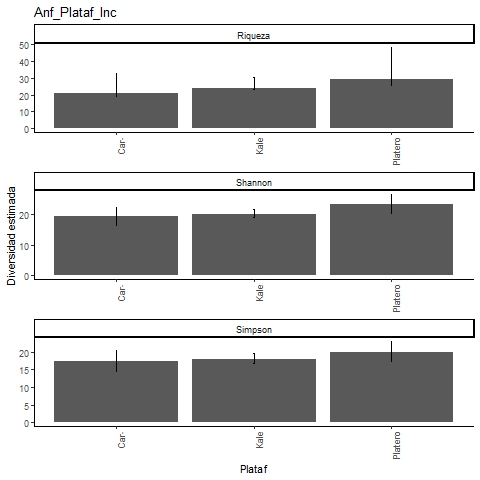 Anf_Plataf_Inc
Riqueza
50
40
30
20
10
0
Car-
Kale
Platero
Diversidad estimada
Shannon
20
10
0
Car-
Kale
Platero
Simpson
20
15
10
5
0
Car-
Kale
Platero
Plataf